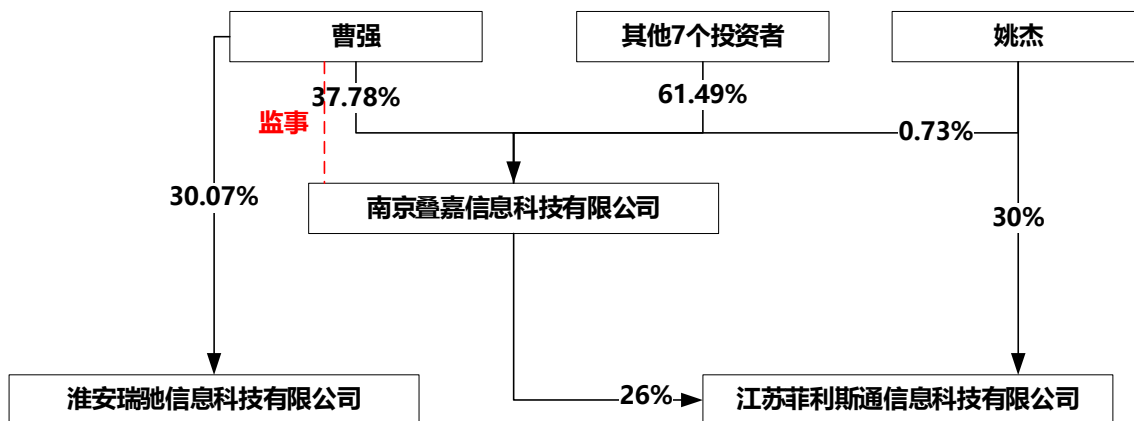 曹强
其他7个投资者
姚杰
37.78%
61.49%
监事
0.73%
30.07%
南京叠嘉信息科技有限公司
30%
淮安瑞驰信息科技有限公司
26%
江苏菲利斯通信息科技有限公司